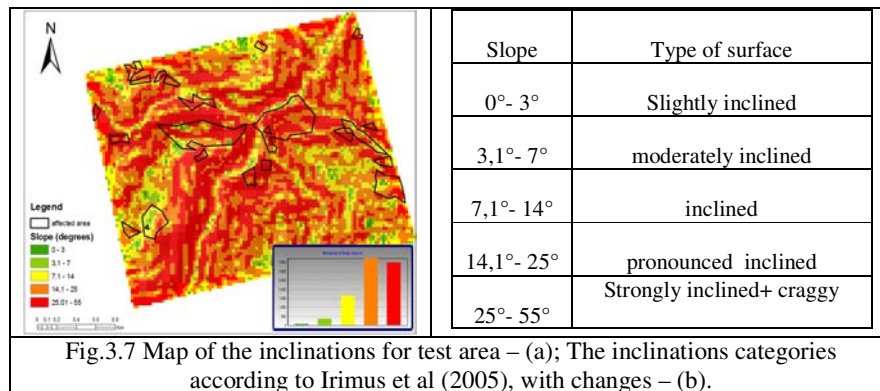 N
Legend
affected area
Slope (degrees)
0 - 3
3.1 - 7
7.1 - 14
14.1 - 25
25.01 - 55
Slope Type of surface
0°- 3° Slightly inclined
3,1°- 7° moderately inclined
7,1°- 14° inclined
14,1°- 25° pronounced inclined
Strongly inclined+ craggy
25°- 55°
Fig.3.7 Map of the inclinations for test area – (a); The inclinations categories
according to Irimus et al (2005), with changes – (b).